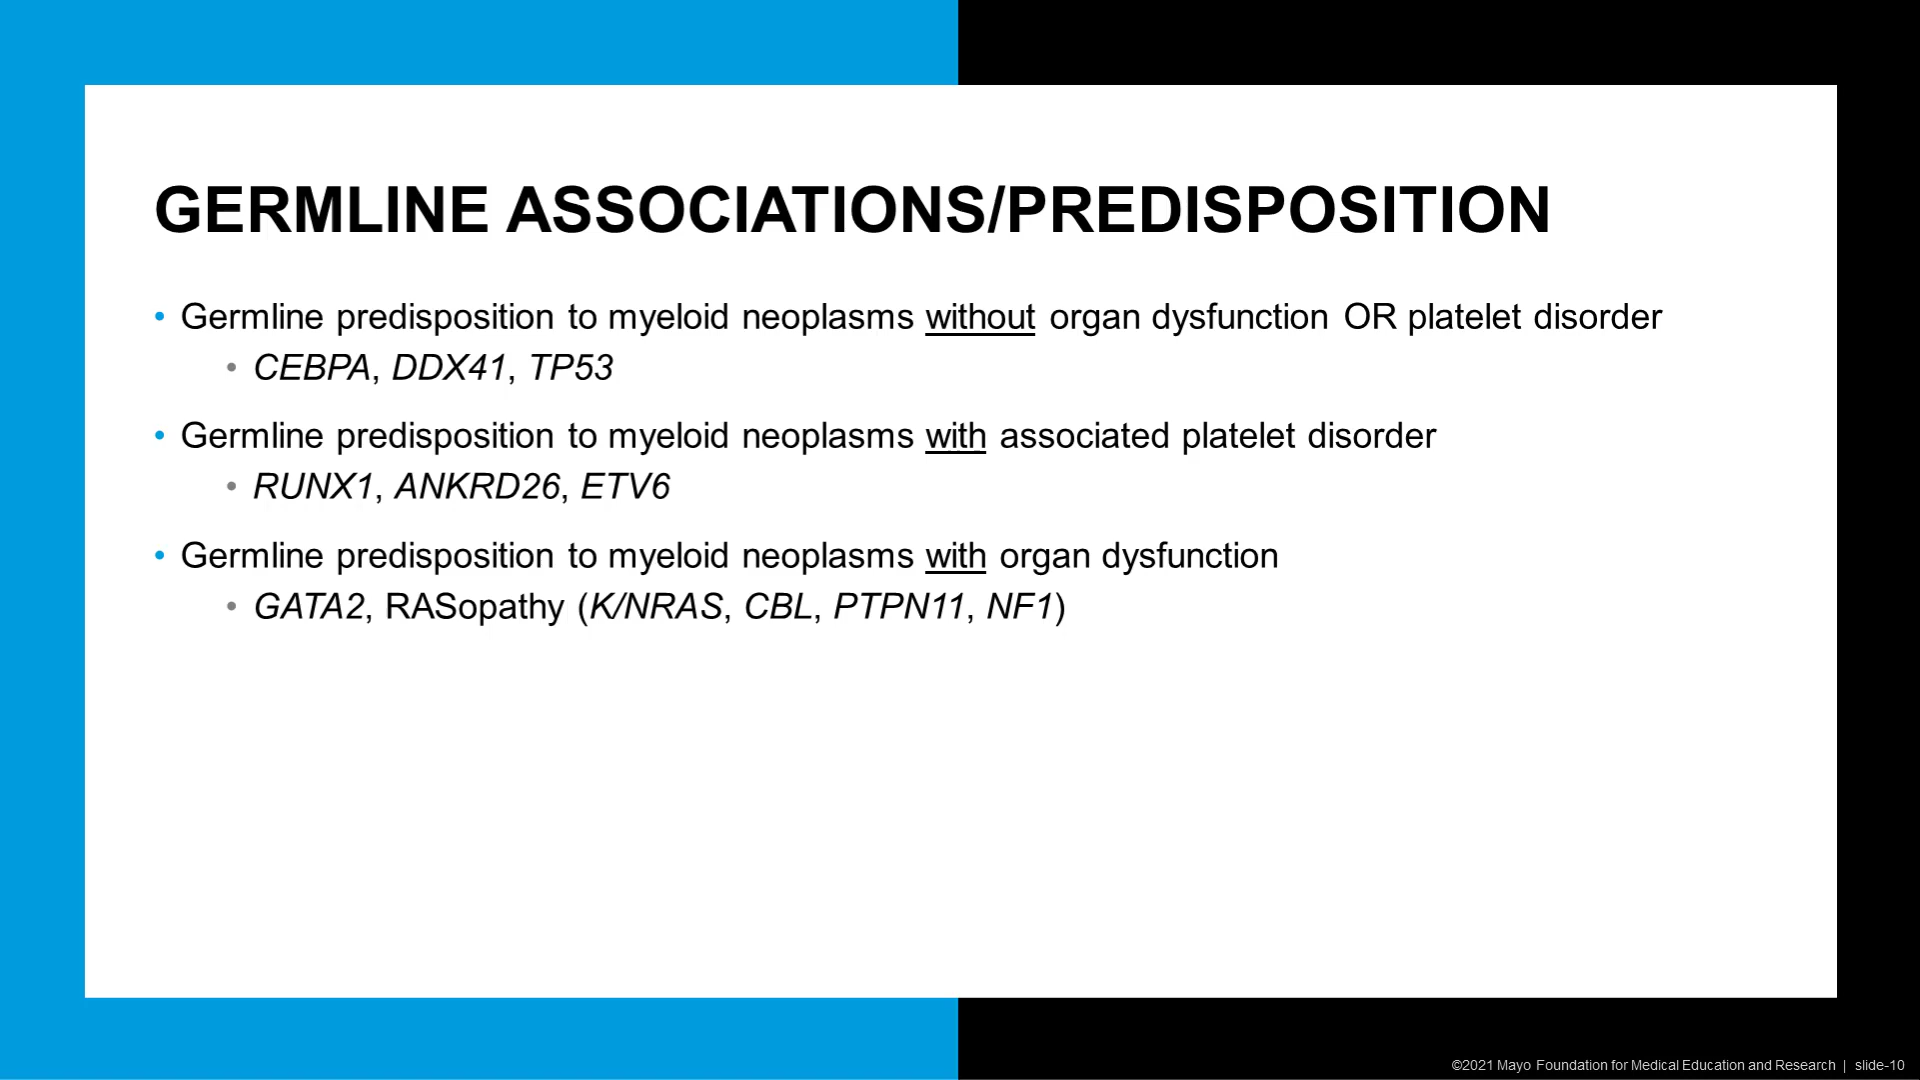 GERMLINE ASSOCIATIONS/PREDISPOSITION
• Germline predisposition to myeloid neoplasms without organ dysfunction OR platelet disorder
• CEBPA, DDX41, TP53
• Germline predisposition to myeloid neoplasms with associated platelet disorder
• RUNX1, ANKRD26, ETV6
• Germline predisposition to myeloid neoplasms with organ dysfunction
• GATA2, RASopathy (K/NRAS, CBL, PTPN11, NF1)
©2021 Mayo Foundation for Medical Education and Research | slide-10